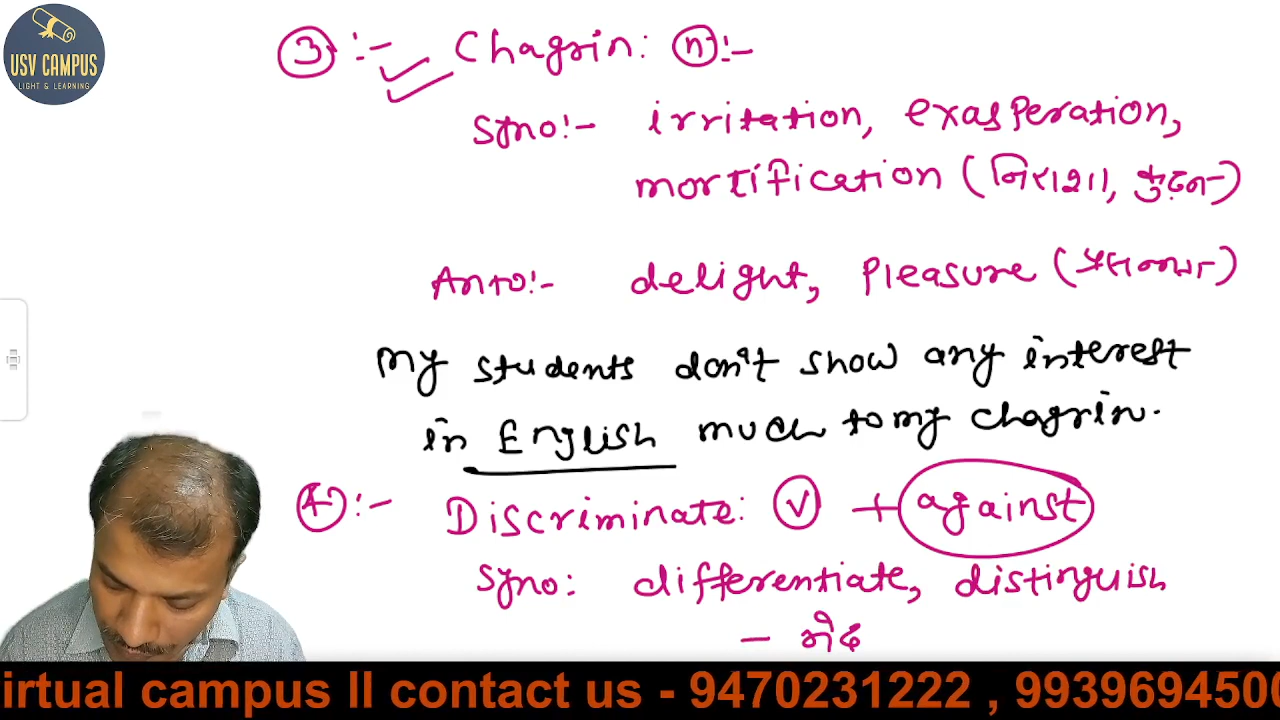 USV CAMPUS
LIGHT & LEARNING
3 :- Chagrin: n :-
Syno:- irritation, exasperation,
mortification (निराशा, कुढ़न)
Anto:- delight, Pleasure (प्रसन्नता)
My students don't show any interest
in English much to my chagrin.
4 :- Discriminate: V + against
Syno: differentiate, distinguish
- भेद
irtual campus II contact us - 9470231222 , 993969450